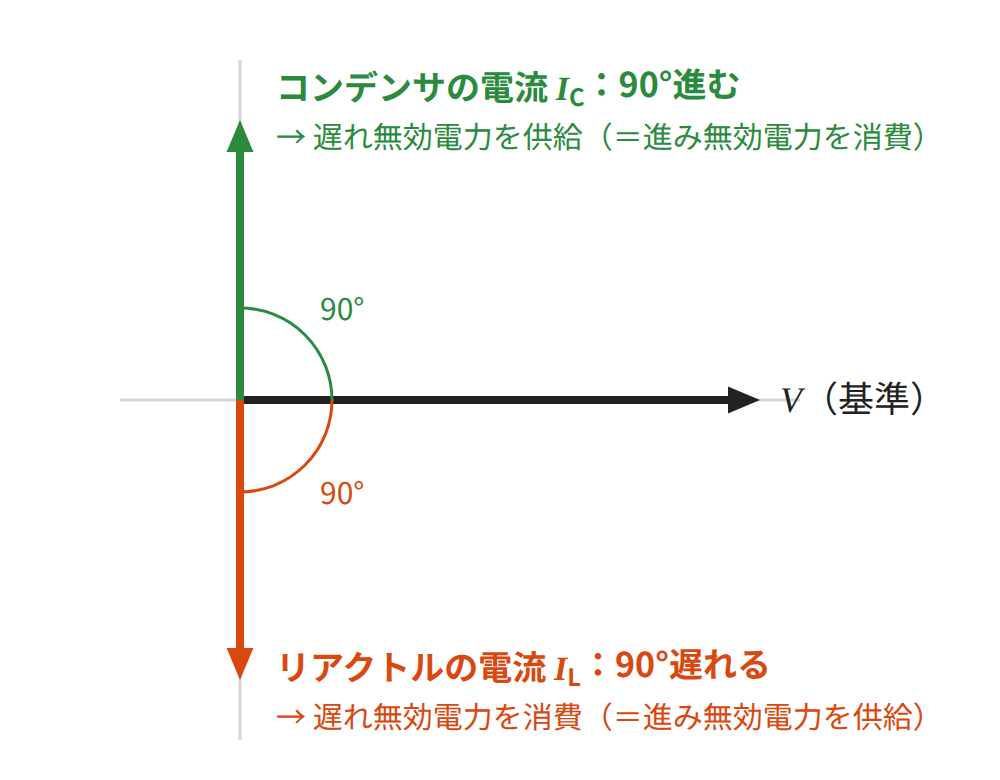 コンデンサの電流 IC：90°進む
→ 遅れ無効電力を供給（＝進み無効電力を消費）
90°
V（基準）
90°
リアクトルの電流 IL：90°遅れる
→ 遅れ無効電力を消費（＝進み無効電力を供給）